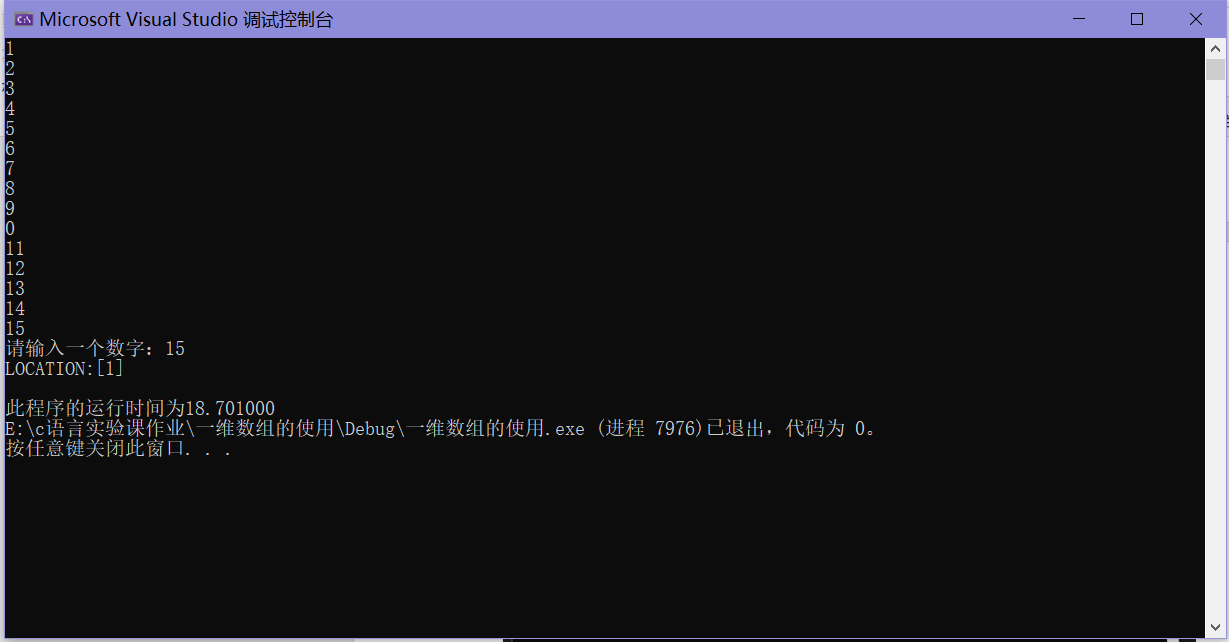 Microsoft Visual Studio 调试控制台
1
2
3
4
5
6
7
8
9
0
11
12
13
14
15
请输入一个数字：15
LOCATION:[1]
此程序的运行时间为18.701000
E:\c语言实验课作业\一维数组的使用\Debug\一维数组的使用.exe (进程 7976)已退出，代码为 0。
按任意键关闭此窗口. . .